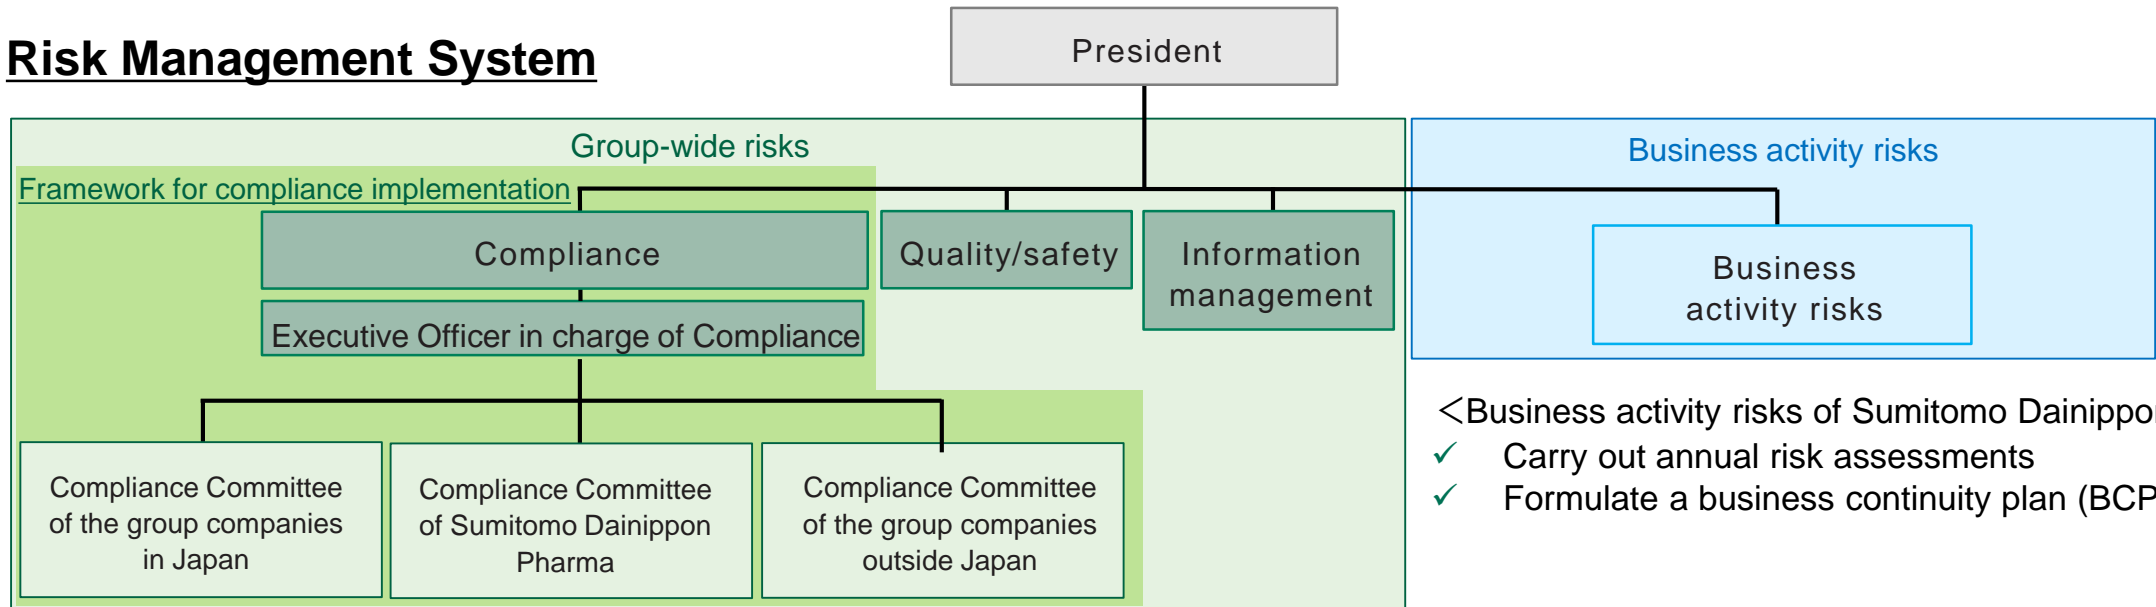 Risk Management System
President
Group-wide risks
Business activity risks
Framework for compliance implementation
Compliance
Quality/safety
Information
management
Business
activity risks
Executive Officer in charge of Compliance
Compliance Committee
of the group companies
in Japan
Compliance Committee
of Sumitomo Dainippon
Pharma
Compliance Committee
of the group companies
outside Japan
<Business activity risks of Sumitomo Dainippon
✓ Carry out annual risk assessments
✓ Formulate a business continuity plan (BCP